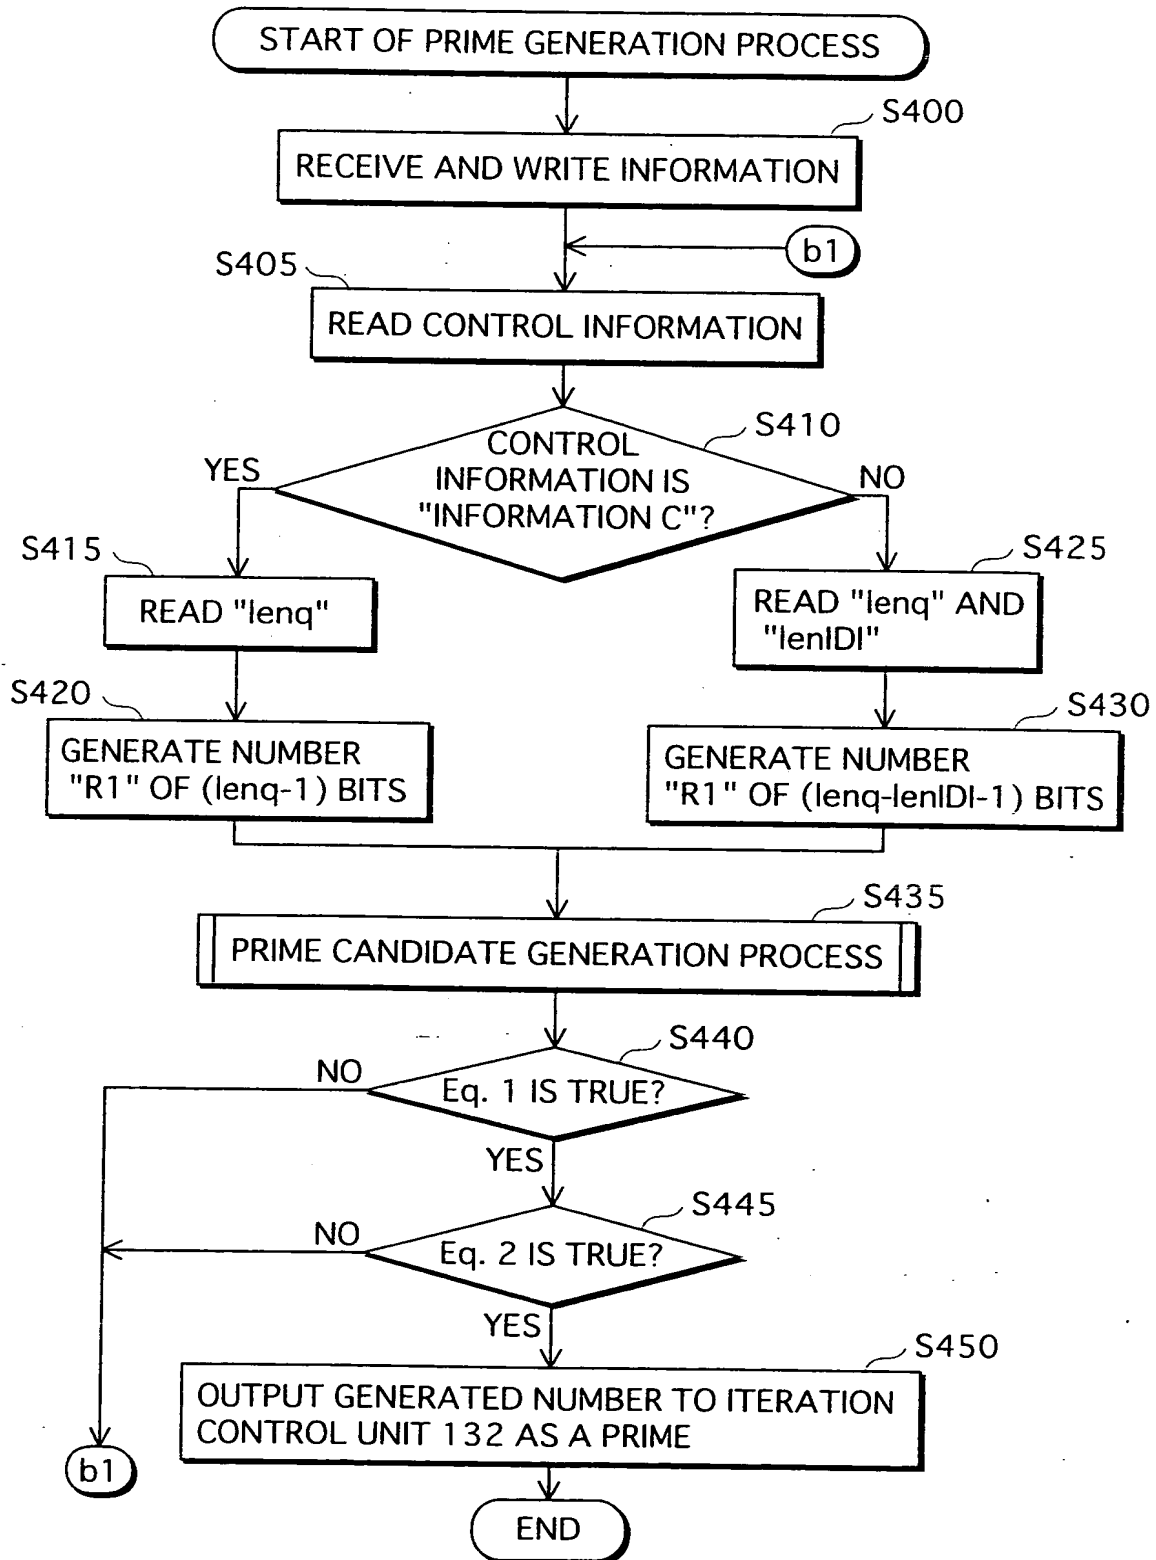 START OF PRIME GENERATION PROCESS
S400
RECEIVE AND WRITE INFORMATION
b1
S405
READ CONTROL INFORMATION
S410
CONTROL
INFORMATION IS
"INFORMATION C"?
YES
NO
S415
READ "lenq"
S425
READ "lenq" AND
"lenIDI"
S420
GENERATE NUMBER
"R1" OF (lenq-1) BITS
S430
GENERATE NUMBER
"R1" OF (lenq-lenIDI-1) BITS
S435
PRIME CANDIDATE GENERATION PROCESS
S440
NO
Eq. 1 IS TRUE?
YES
S445
NO
Eq. 2 IS TRUE?
YES
S450
OUTPUT GENERATED NUMBER TO ITERATION
CONTROL UNIT 132 AS A PRIME
b1
END